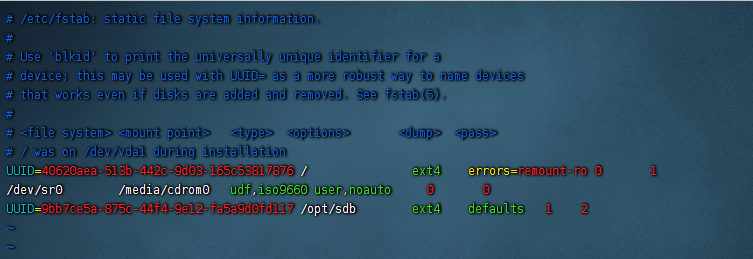 # /etc/fstab: static file system information.
#
# Use 'blkid' to print the universally unique identifier for a
# device; this may be used with UUID= as a more robust way to name devices
# that works even if disks are added and removed. See fstab(5).
#
# <file system> <mount point>   <type>  <options>       <dump>  <pass>
# / was on /dev/vda1 during installation
UUID=40620aea-513b-442c-9d03-165c53817876 /               ext4    errors=remount-ro 0       1
/dev/sr0        /media/cdrom0   udf,iso9660 user,noauto     0       0
UUID=9bb7ce5a-875c-44f4-9e12-fa5a9d0fd117 /opt/sdb        ext4    defaults   1    2
~
~